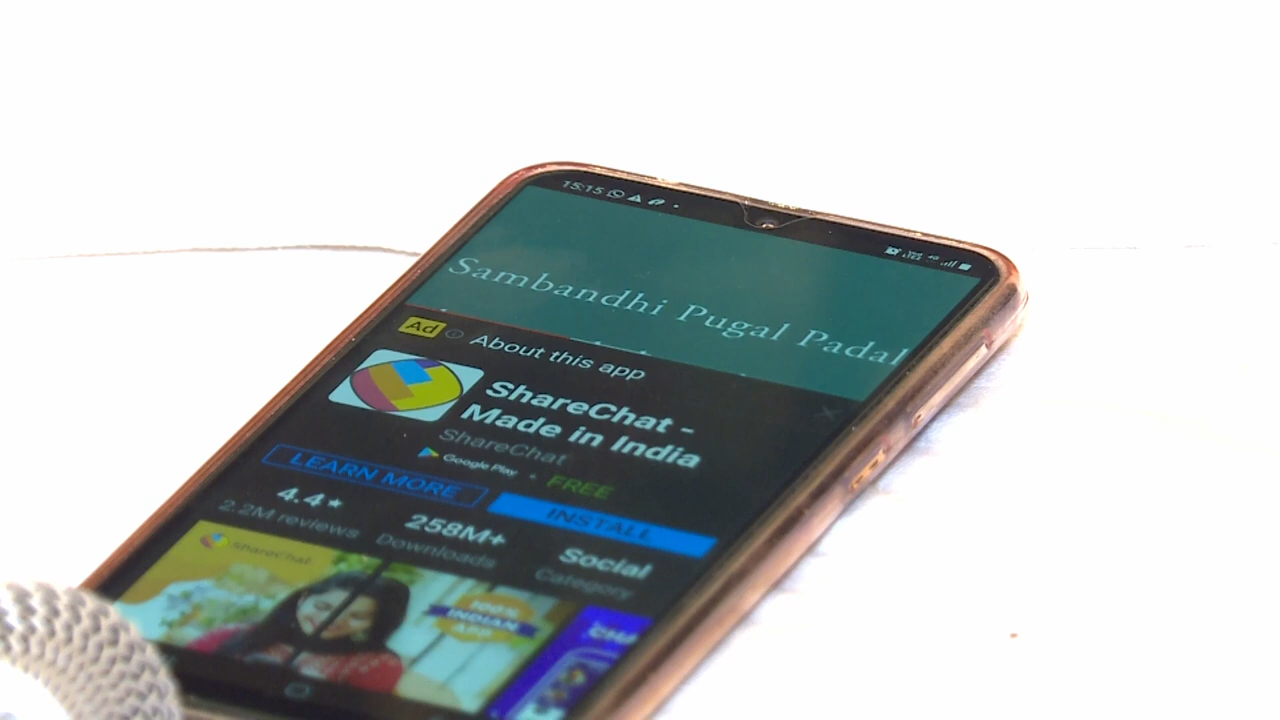 15:15
Sambandhi Pugal Padal
Ad
About this app
ShareChat -
Made in India
ShareChat
Google Play
FREE
LEARN MORE
INSTALL
4.4★
258M+
Social
2.2M reviews
Downloads
Category
ShareChat
100%
INDIAN
APP